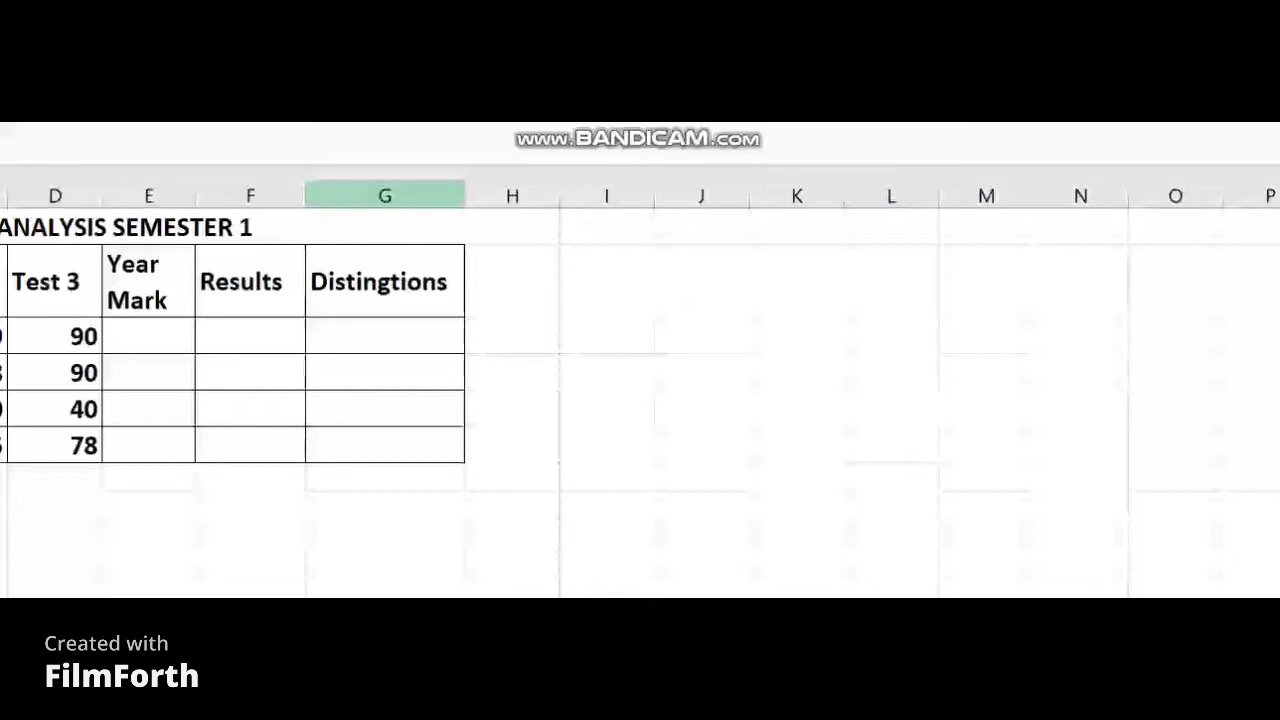 www.BANDICAM.com
D E F G H I J K L M N O P
ANALYSIS SEMESTER 1
Test 3 Year Mark Results Distingtions
90
90
40
78
Created with
FilmForth